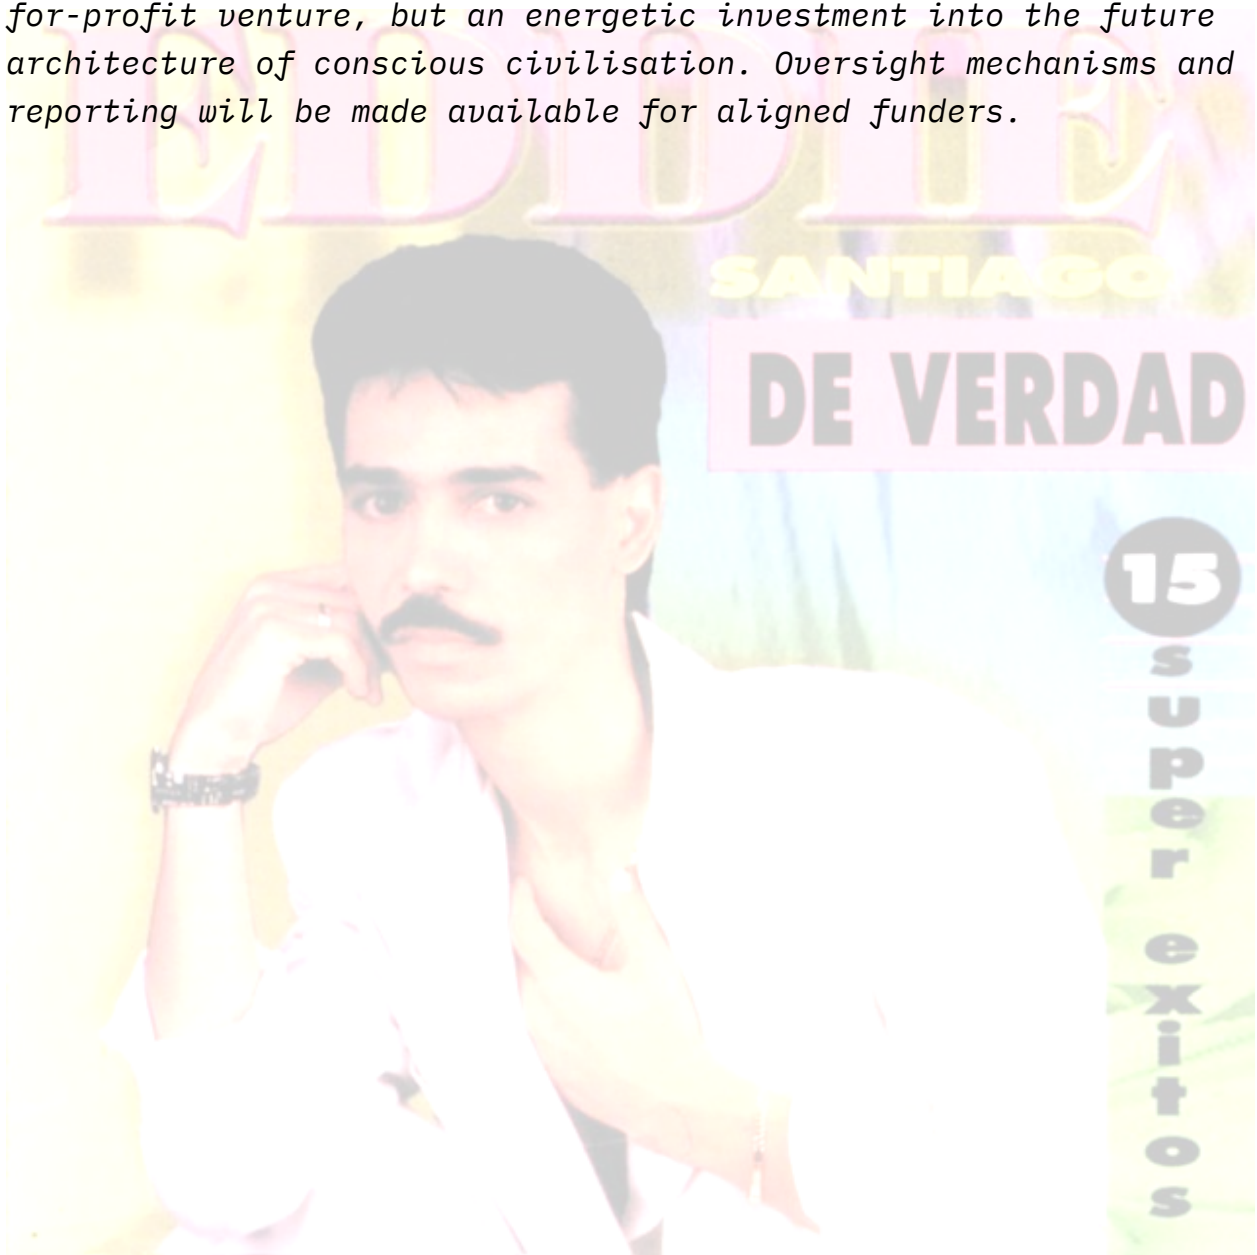 for-profit venture, but an energetic investment into the future
architecture of conscious civilisation. Oversight mechanisms and
reporting will be made available for aligned funders.
EDDIE
SANTIAGO
DE VERDAD
15
super
exitos